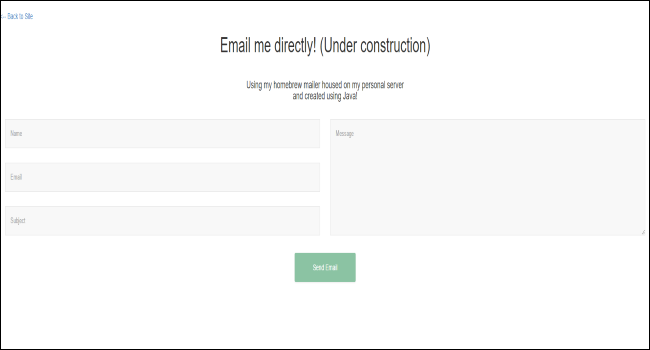 <- Back to Site
Email me directly! (Under construction)
Using my homebrew mailer housed on my personal server
and created using Java!
Name
Message
Email
Subject
Send Email